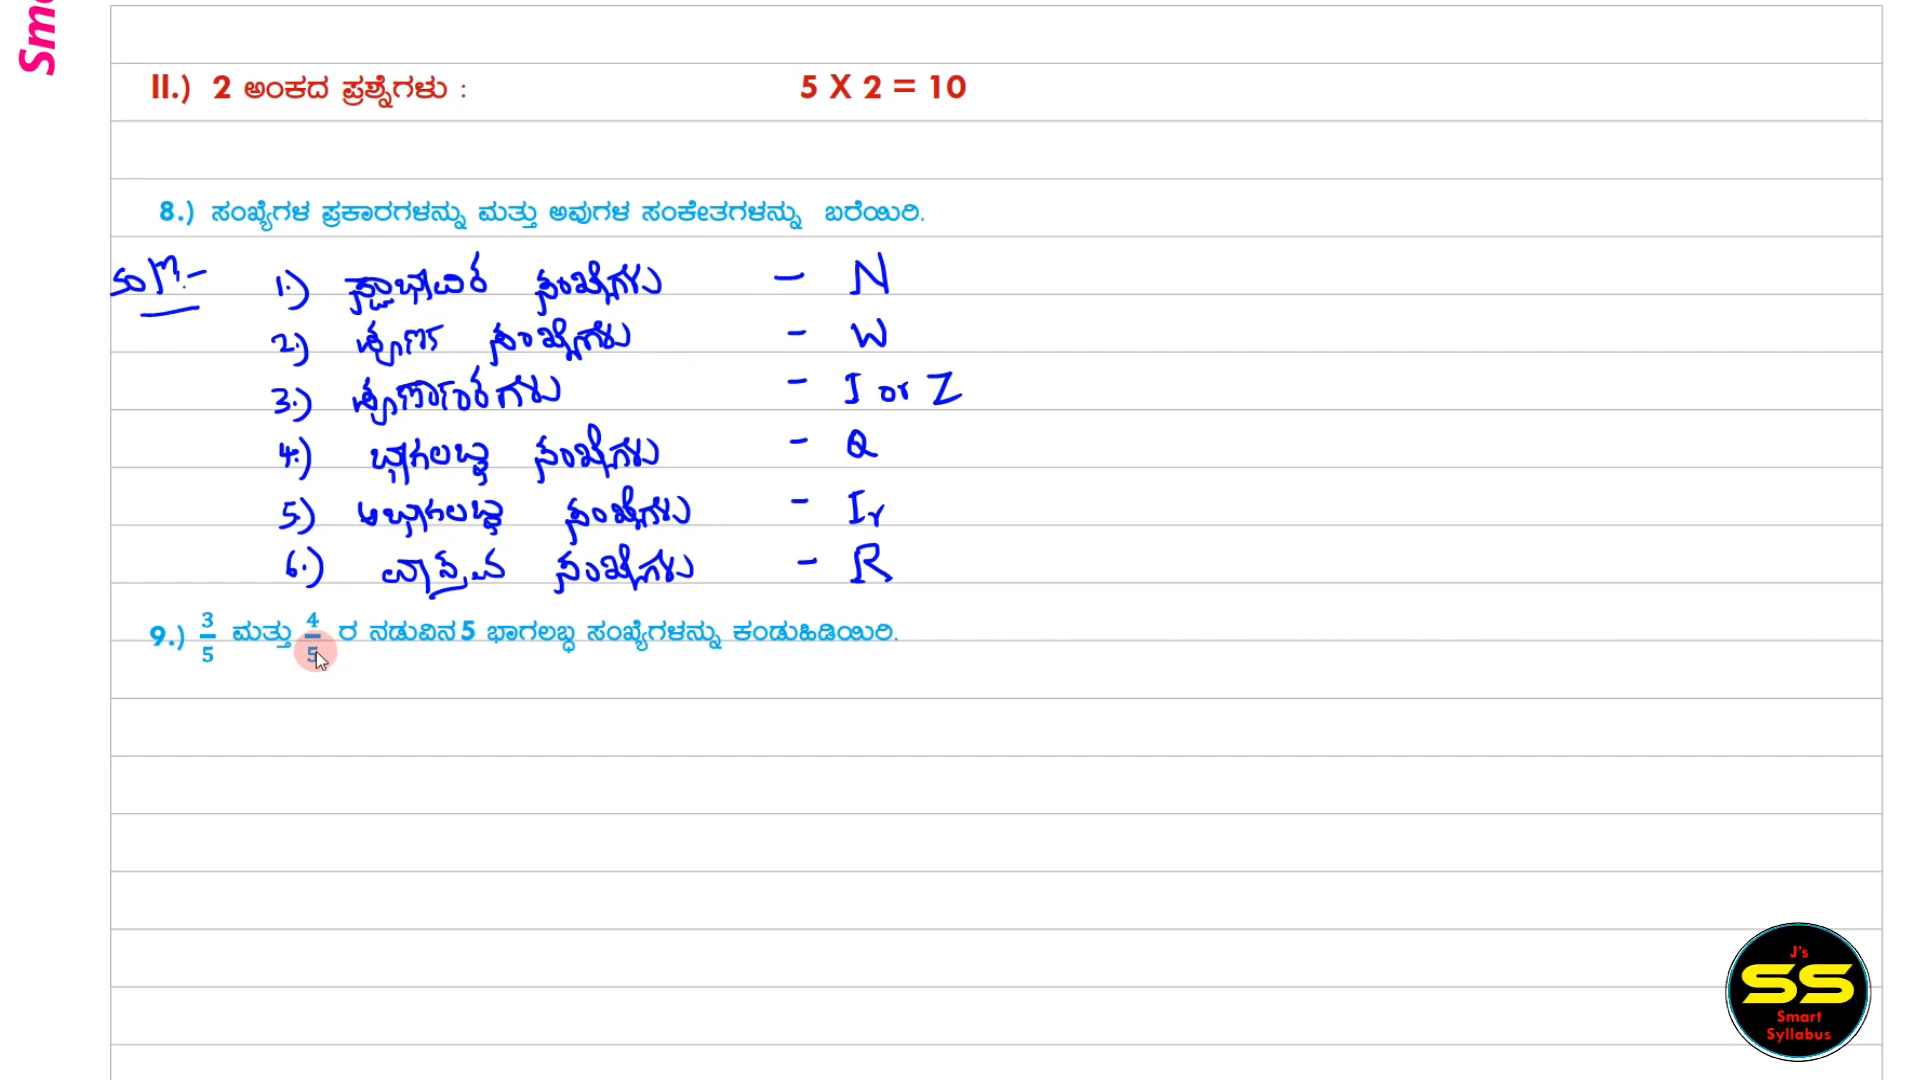 Sm
II.) 2 ಅಂಕದ ಪ್ರಶ್ನೆಗಳು : 5 X 2 = 10
8.) ಸಂಖ್ಯೆಗಳ ಪ್ರಕಾರಗಳನ್ನು ಮತ್ತು ಅವುಗಳ ಸಂಕೇತಗಳನ್ನು ಬರೆಯಿರಿ.
1.) ಸ್ವಾಭಾವಿಕ ಸಂಖ್ಯೆಗಳು - N
2.) ಪೂರ್ಣ ಸಂಖ್ಯೆಗಳು - W
3.) ಪೂರ್ಣಾಂಕಗಳು - I or Z
4.) ಭಾಗಲಬ್ಧ ಸಂಖ್ಯೆಗಳು - Q
5.) ಅಭಾಗಲಬ್ಧ ಸಂಖ್ಯೆಗಳು - Ir
6.) ವಾಸ್ತವ ಸಂಖ್ಯೆಗಳು - R
9.) 3/5 ಮತ್ತು 4/5 ರ ನಡುವಿನ 5 ಭಾಗಲಬ್ಧ ಸಂಖ್ಯೆಗಳನ್ನು ಕಂಡುಹಿಡಿಯಿರಿ.
J's
SS
Smart
Syllabus